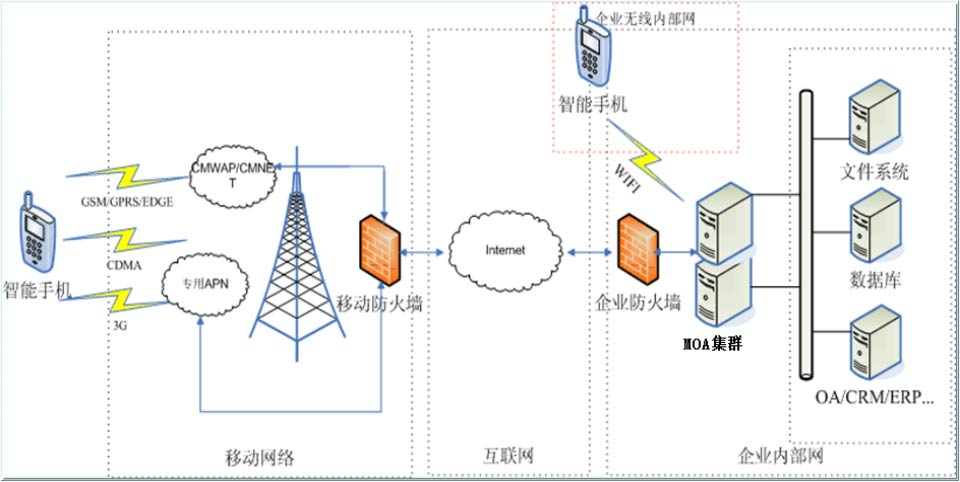 企业无线内部网
智能手机
WIFI
CMWAP/CMNE
T
GSM/GPRS/EDGE
CDMA
智能手机
3G
专用APN
移动防火墙
Internet
企业防火墙
MOA集群
文件系统
数据库
OA/CRM/ERP...
移动网络
互联网
企业内部网